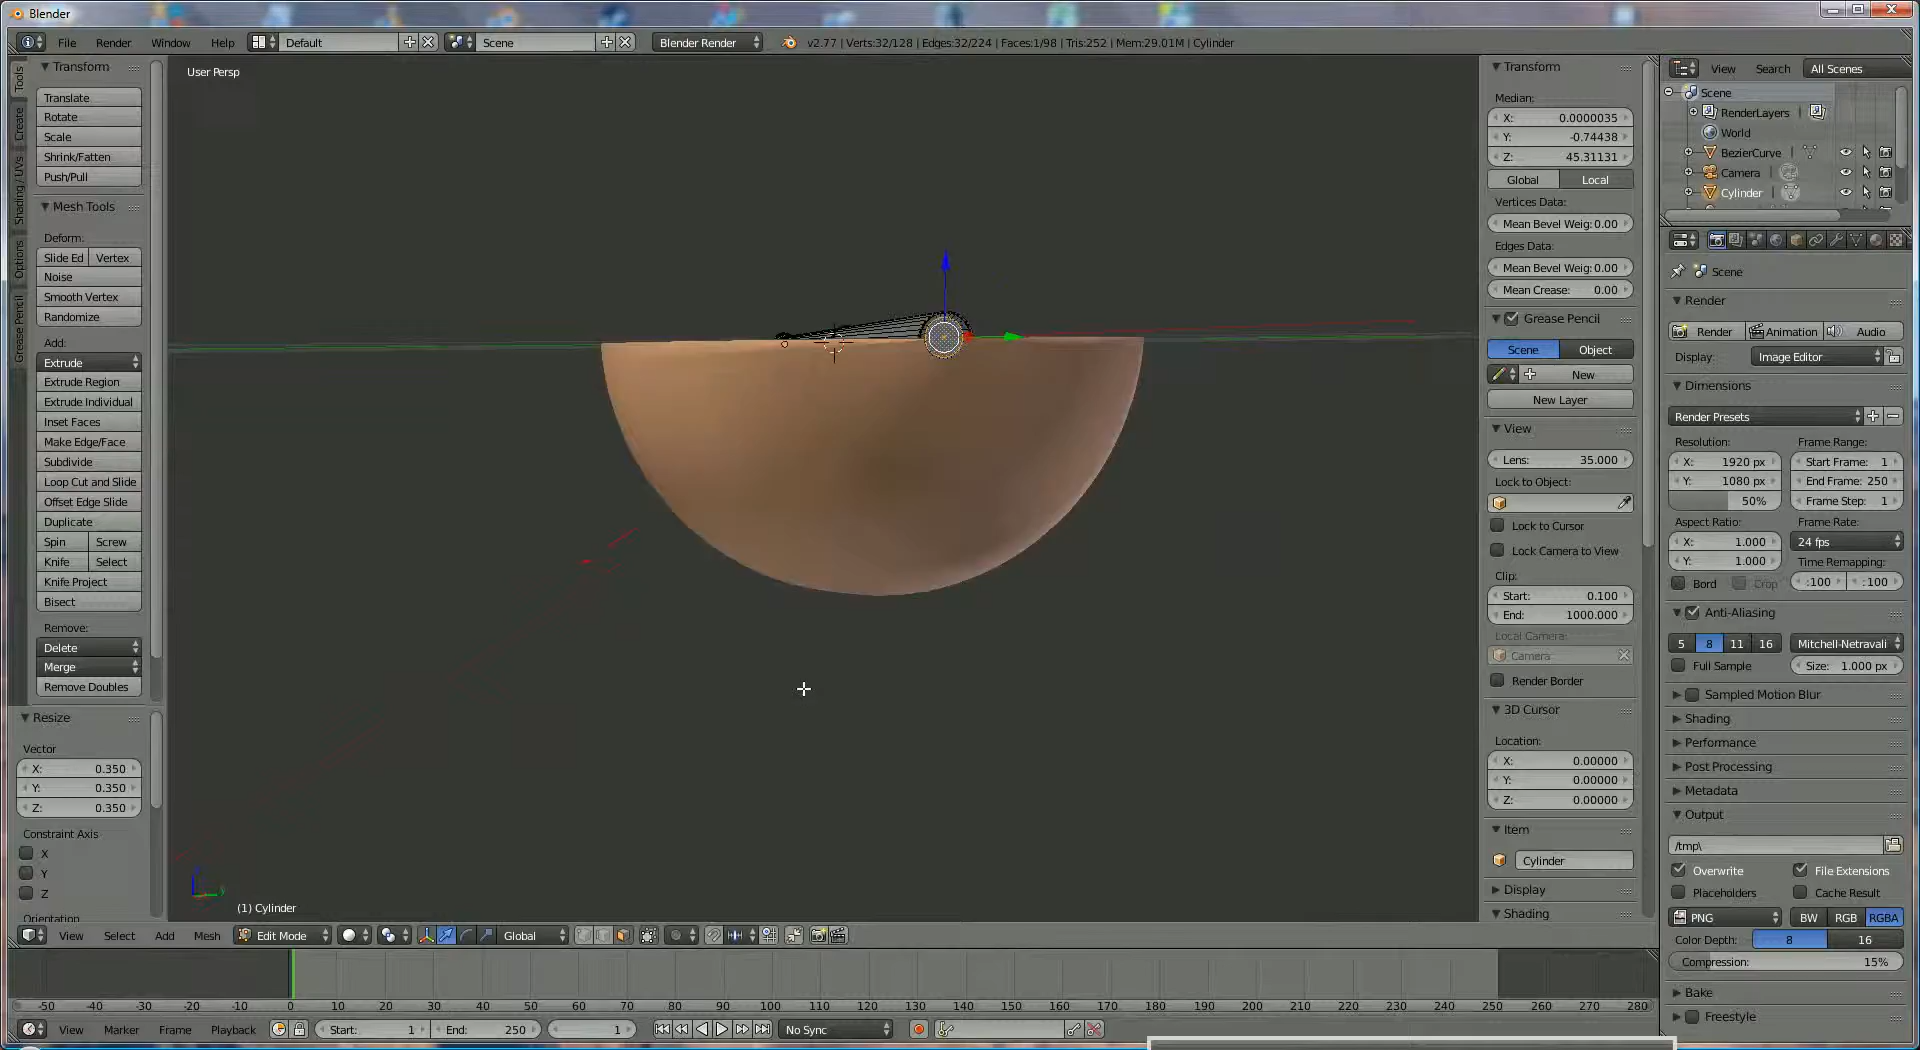 Blender
File Render Window Help Default Scene Blender Render v2.77 | Verts:32/128 | Edges:32/224 | Faces:1/98 | Tris:252 | Mem:29.01M | Cylinder
Tools
Create
Shading / UVs
Options
Grease Pencil
Transform
Translate
Rotate
Scale
Shrink/Fatten
Push/Pull
Mesh Tools
Deform:
Slide Ed Vertex
Noise
Smooth Vertex
Randomize
Add:
Extrude
Extrude Region
Extrude Individual
Inset Faces
Make Edge/Face
Subdivide
Loop Cut and Slide
Offset Edge Slide
Duplicate
Spin Screw
Knife Select
Knife Project
Bisect
Remove:
Delete
Merge
Remove Doubles
Resize
Vector
X: 0.350
Y: 0.350
Z: 0.350
Constraint Axis
X
Y
Z
Orientation
User Persp
(1) Cylinder
Transform
Median:
X: 0.0000035
Y: -0.74438
Z: 45.31131
Global Local
Vertices Data:
Mean Bevel Weig: 0.00
Edges Data:
Mean Bevel Weig: 0.00
Mean Crease: 0.00
Grease Pencil
Scene Object
New
New Layer
View
Lens: 35.000
Lock to Object:
Lock to Cursor
Lock Camera to View
Clip:
Start: 0.100
End: 1000.000
Local Camera:
Camera
Render Border
3D Cursor
Location:
X: 0.00000
Y: 0.00000
Z: 0.00000
Item
Cylinder
Display
Shading
View Search All Scenes
Scene
RenderLayers
World
BezierCurve
Camera
Cylinder
Scene
Render
Render Animation Audio
Display: Image Editor
Dimensions
Render Presets
Resolution: Frame Range:
X: 1920 px Start Frame: 1
Y: 1080 px End Frame: 250
50% Frame Step: 1
Aspect Ratio: Frame Rate:
X: 1.000 24 fps
Y: 1.000 Time Remapping:
Bord Crop :100 :100
Anti-Aliasing
5 8 11 16 Mitchell-Netravali
Full Sample Size: 1.000 px
Sampled Motion Blur
Shading
Performance
Post Processing
Metadata
Output
/tmp\
Overwrite File Extensions
Placeholders Cache Result
PNG BW RGB RGBA
Color Depth: 8 16
Compression: 15%
Bake
Freestyle
View Select Add Mesh Edit Mode Global
-50 -40 -30 -20 -10 0 10 20 30 40 50 60 70 80 90 100 110 120 130 140 150 160 170 180 190 200 210 220 230 240 250 260 270 280
View Marker Frame Playback Start: 1 End: 250 1 No Sync